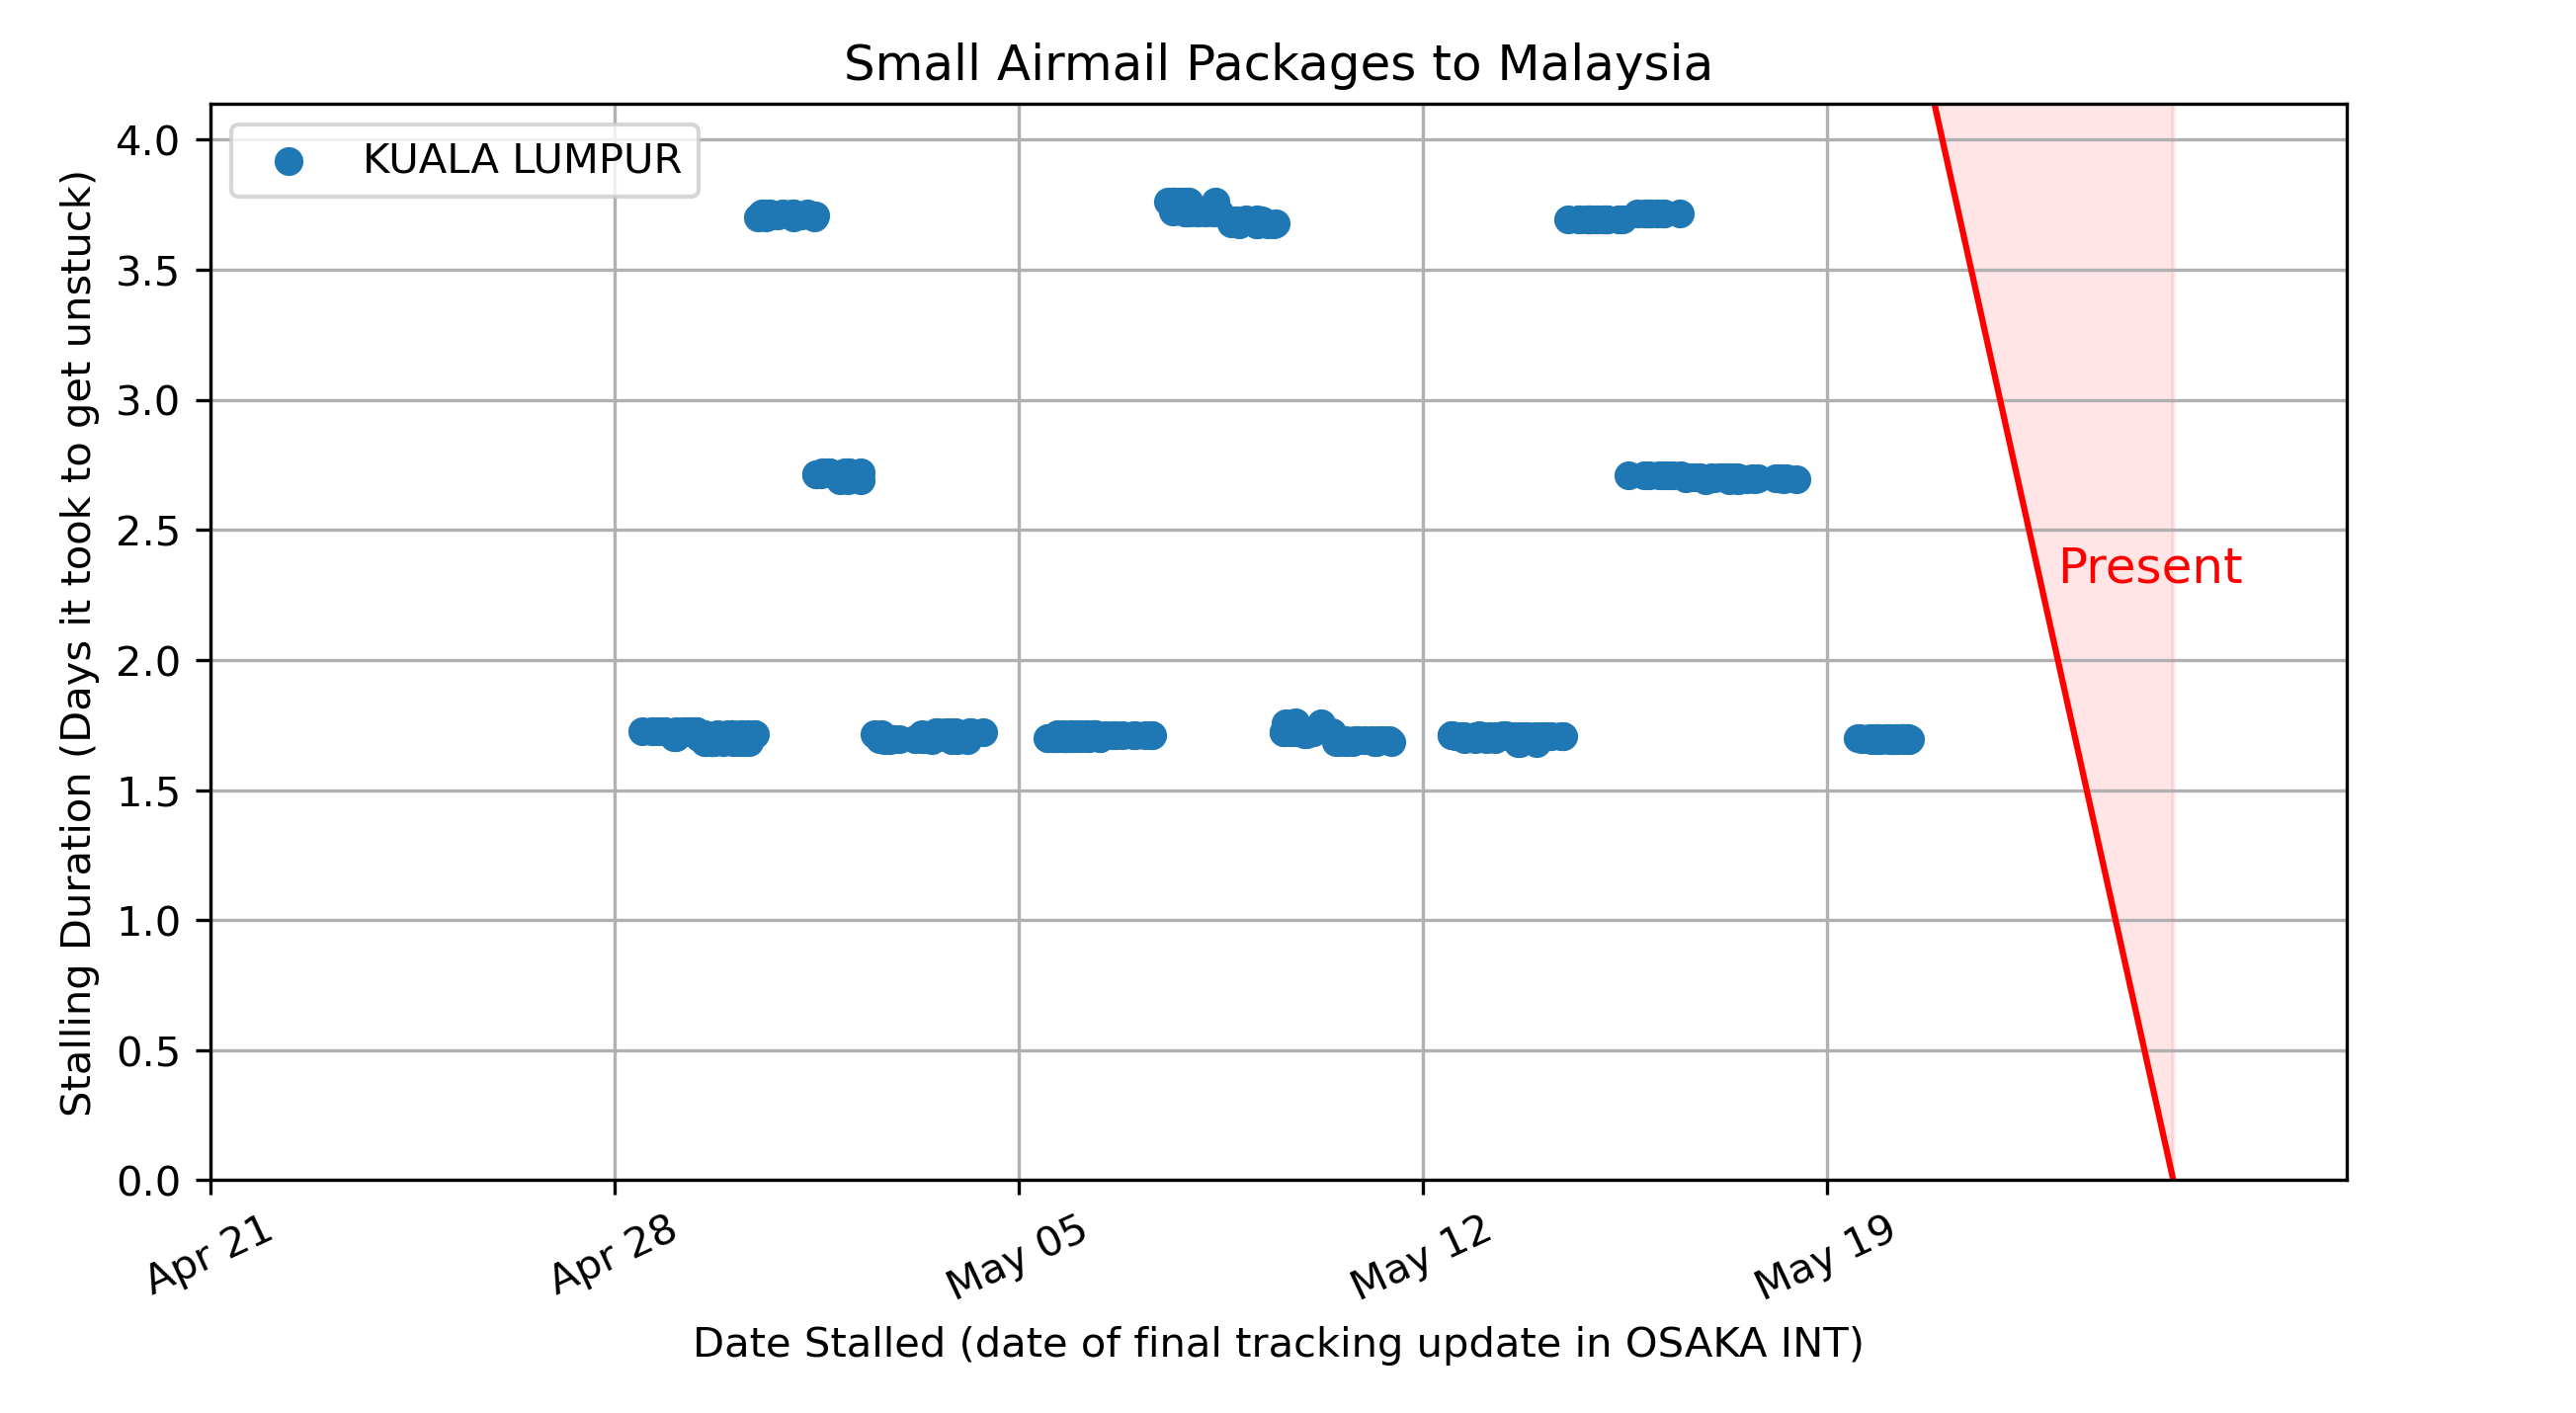 Small Airmail Packages to Malaysia
KUALA LUMPUR
Stalling Duration (Days it took to get unstuck)
4.0
3.5
3.0
2.5
2.0
1.5
1.0
0.5
0.0
Present
Apr 21
Apr 28
May 05
May 12
May 19
Date Stalled (date of final tracking update in OSAKA INT)